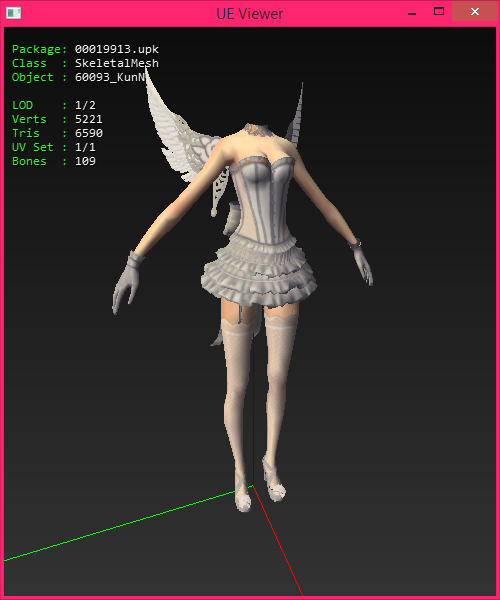 UE Viewer
Package: 00019913.upk
Class : SkeletalMesh
Object : 60093_KunN
LOD : 1/2
Verts : 5221
Tris : 6590
UV Set : 1/1
Bones : 109